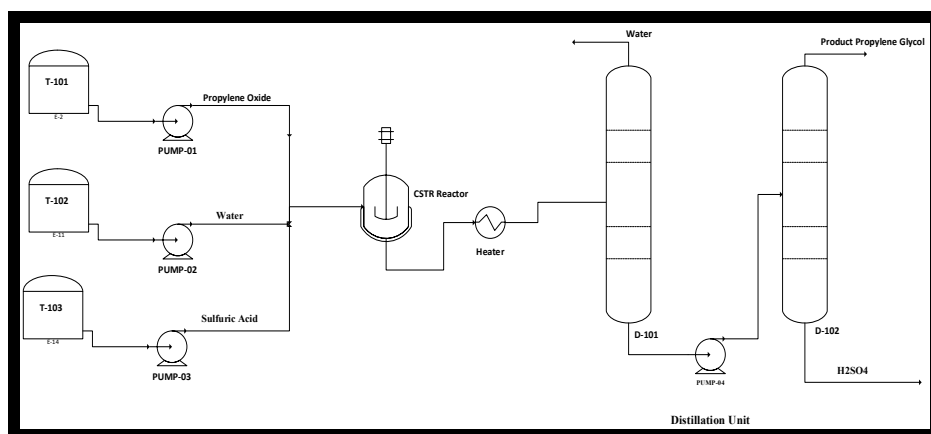 Water
Product Propylene Glycol
T-101
E-2
Propylene Oxide
PUMP-01
T-102
E-11
Water
PUMP-02
CSTR Reactor
Heater
T-103
E-14
Sulfuric Acid
PUMP-03
D-101
D-102
PUMP-04
H2SO4
Distillation Unit